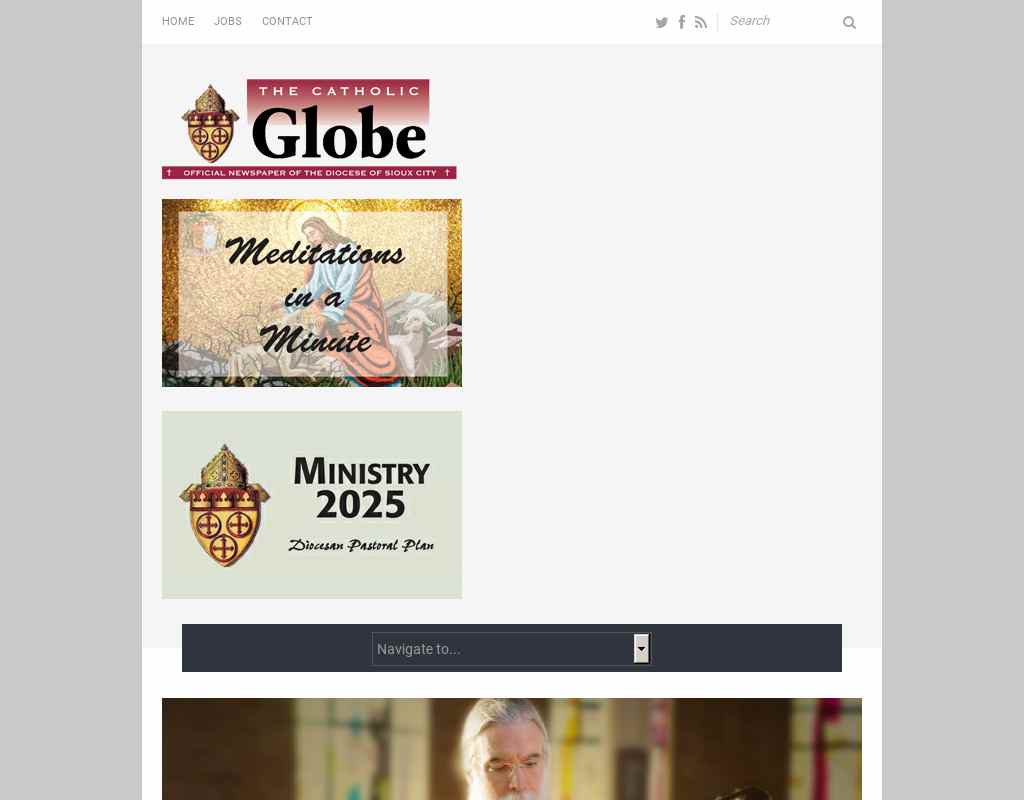 HOME JOBS CONTACT
Search
THE CATHOLIC
Globe
✝ OFFICIAL NEWSPAPER OF THE DIOCESE OF SIOUX CITY ✝
Meditations
in a
Minute
MINISTRY
2025
Diocesan Pastoral Plan
Navigate to...